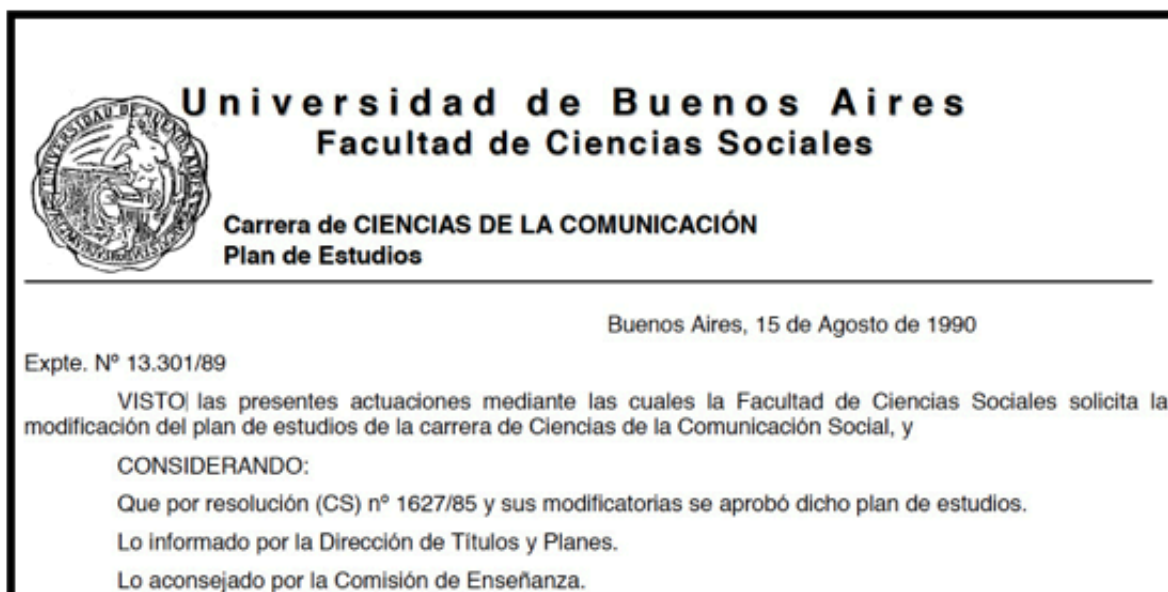 Universidad de Buenos Aires
Facultad de Ciencias Sociales
Carrera de CIENCIAS DE LA COMUNICACIÓN
Plan de Estudios
Buenos Aires, 15 de Agosto de 1990
Expte. Nº 13.301/89
VISTO las presentes actuaciones mediante las cuales la Facultad de Ciencias Sociales solicita la
modificación del plan de estudios de la carrera de Ciencias de la Comunicación Social, y
CONSIDERANDO:
Que por resolución (CS) nº 1627/85 y sus modificatorias se aprobó dicho plan de estudios.
Lo informado por la Dirección de Títulos y Planes.
Lo aconsejado por la Comisión de Enseñanza.